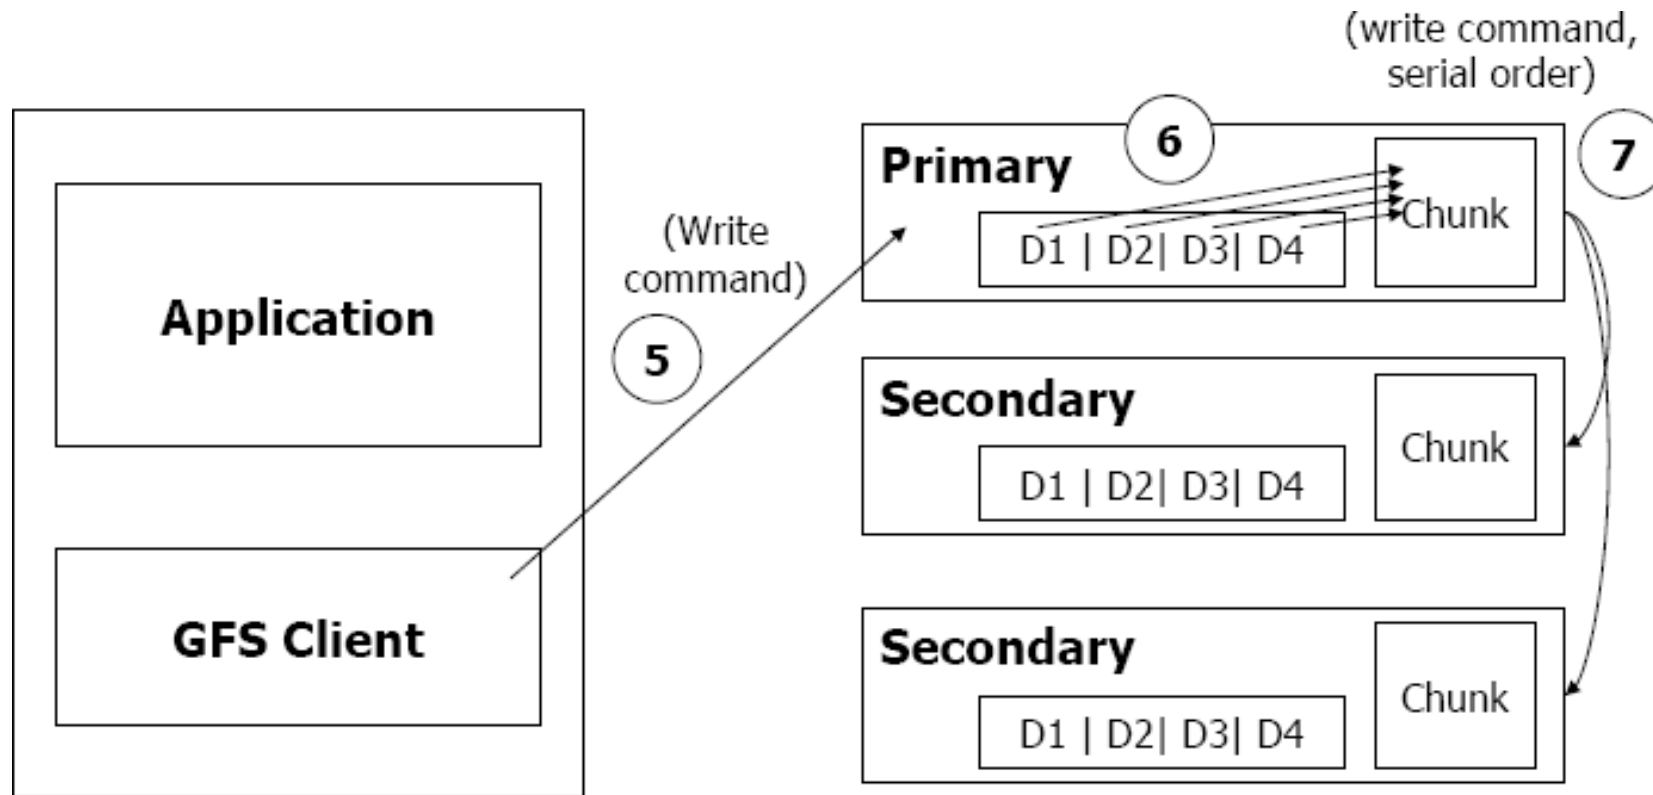 (write command,
serial order)
6
7
Primary
Chunk
D1 | D2| D3| D4
(Write
command)
5
Application
Secondary
Chunk
D1 | D2| D3| D4
GFS Client
Secondary
Chunk
D1 | D2| D3| D4